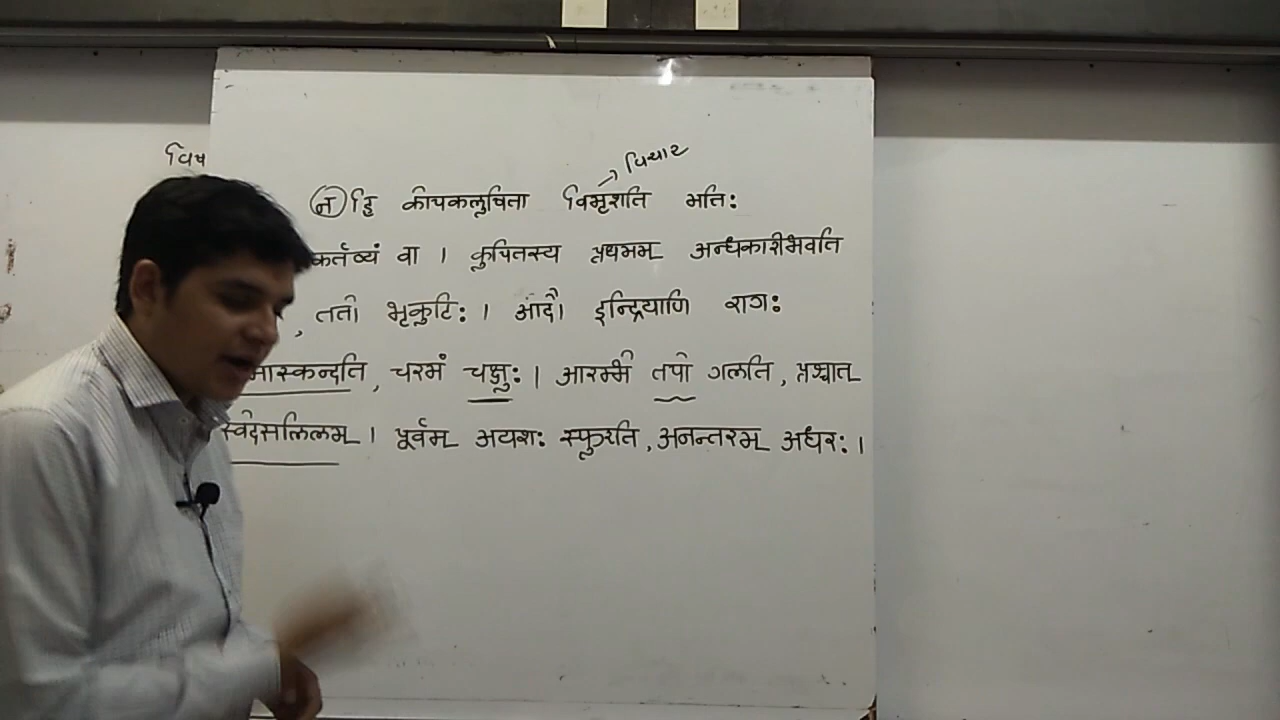 विष
→ विचार
न हि कोपकलुषिता विमृशति मतिः
कर्तव्यं वा । कुपितस्य प्रथमम् अन्धकारीभवति
, ततो भृकुटिः । आदौ इन्द्रियाणि रागः
मास्कन्दति, चरमं चक्षुः । आरम्भे तपो गलति, पश्चात्
स्वेदसलिलम् । पूर्वम् अयशः स्फुरति, अनन्तरम् अधरः ।